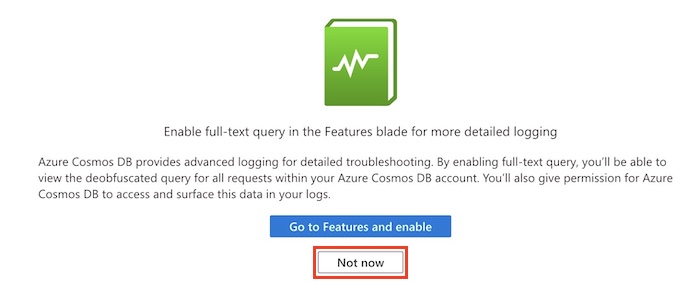 Enable full-text query in the Features blade for more detailed logging
Azure Cosmos DB provides advanced logging for detailed troubleshooting. By enabling full-text query, you'll be able to
view the deobfuscated query for all requests within your Azure Cosmos DB account. You'll also give permission for Azure
Cosmos DB to access and surface this data in your logs.
Go to Features and enable
Not now